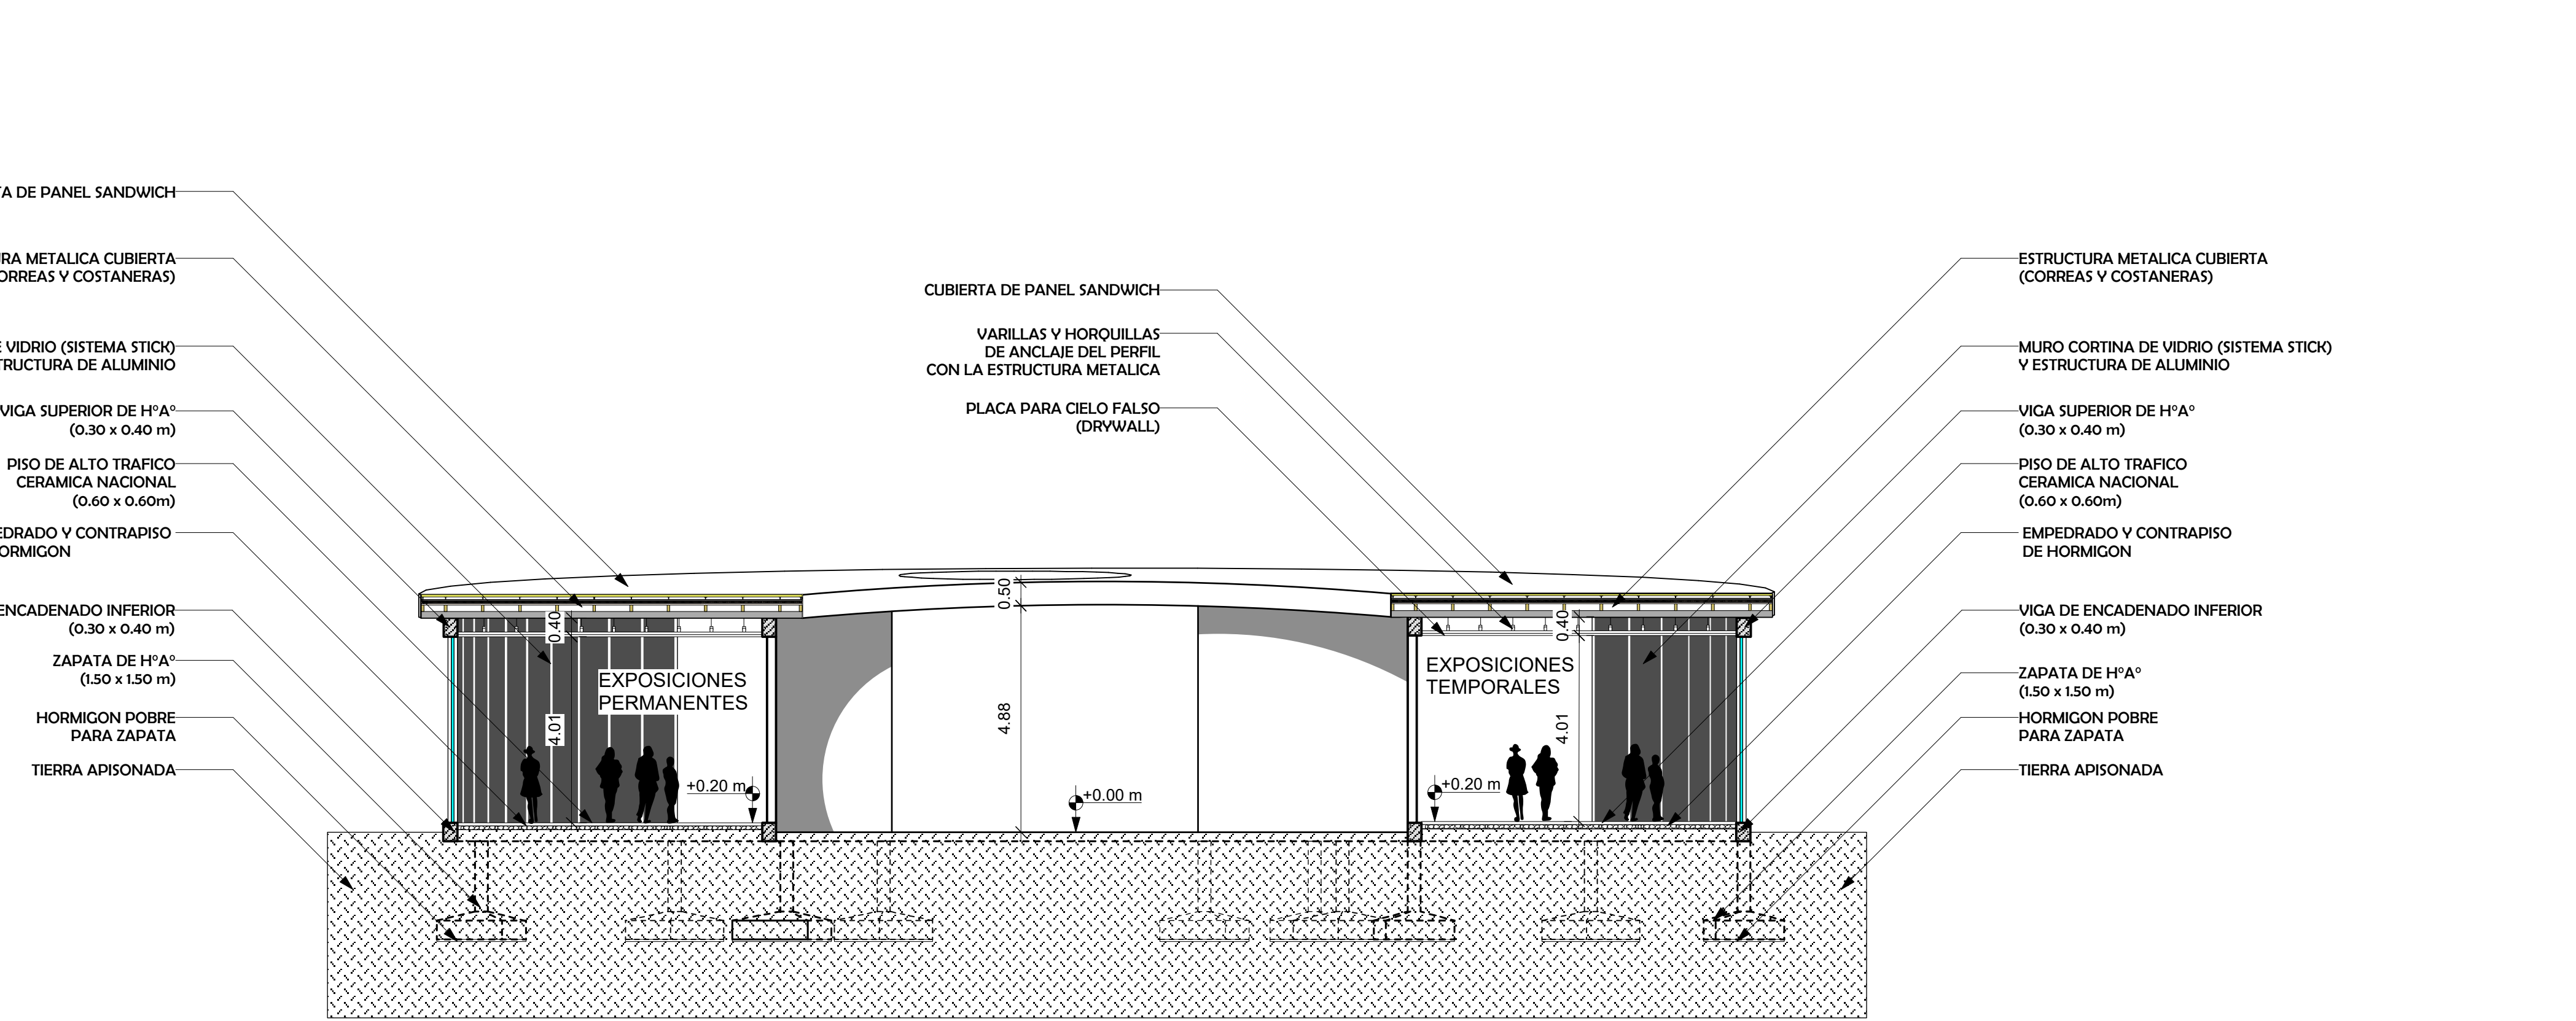 TA DE PANEL SANDWICH
URA METALICA CUBIERTA
ORREAS Y COSTANERAS)
E VIDRIO (SISTEMA STICK)
TRUCTURA DE ALUMINIO
VIGA SUPERIOR DE HºAº
(0.30 x 0.40 m)
PISO DE ALTO TRAFICO
CERAMICA NACIONAL
(0.60 x 0.60m)
PEDRADO Y CONTRAPISO
ORMIGON
ENCADENADO INFERIOR
(0.30 x 0.40 m)
ZAPATA DE HºAº
(1.50 x 1.50 m)
HORMIGON POBRE
PARA ZAPATA
TIERRA APISONADA
CUBIERTA DE PANEL SANDWICH
VARILLAS Y HORQUILLAS
DE ANCLAJE DEL PERFIL
CON LA ESTRUCTURA METALICA
PLACA PARA CIELO FALSO
(DRYWALL)
0.40
4.01
EXPOSICIONES
PERMANENTES
+0.20 m
0.50
4.88
+0.00 m
EXPOSICIONES
TEMPORALES
0.40
4.01
+0.20 m
ESTRUCTURA METALICA CUBIERTA
(CORREAS Y COSTANERAS)
MURO CORTINA DE VIDRIO (SISTEMA STICK)
Y ESTRUCTURA DE ALUMINIO
VIGA SUPERIOR DE HºAº
(0.30 x 0.40 m)
PISO DE ALTO TRAFICO
CERAMICA NACIONAL
(0.60 x 0.60m)
EMPEDRADO Y CONTRAPISO
DE HORMIGON
VIGA DE ENCADENADO INFERIOR
(0.30 x 0.40 m)
ZAPATA DE HºAº
(1.50 x 1.50 m)
HORMIGON POBRE
PARA ZAPATA
TIERRA APISONADA